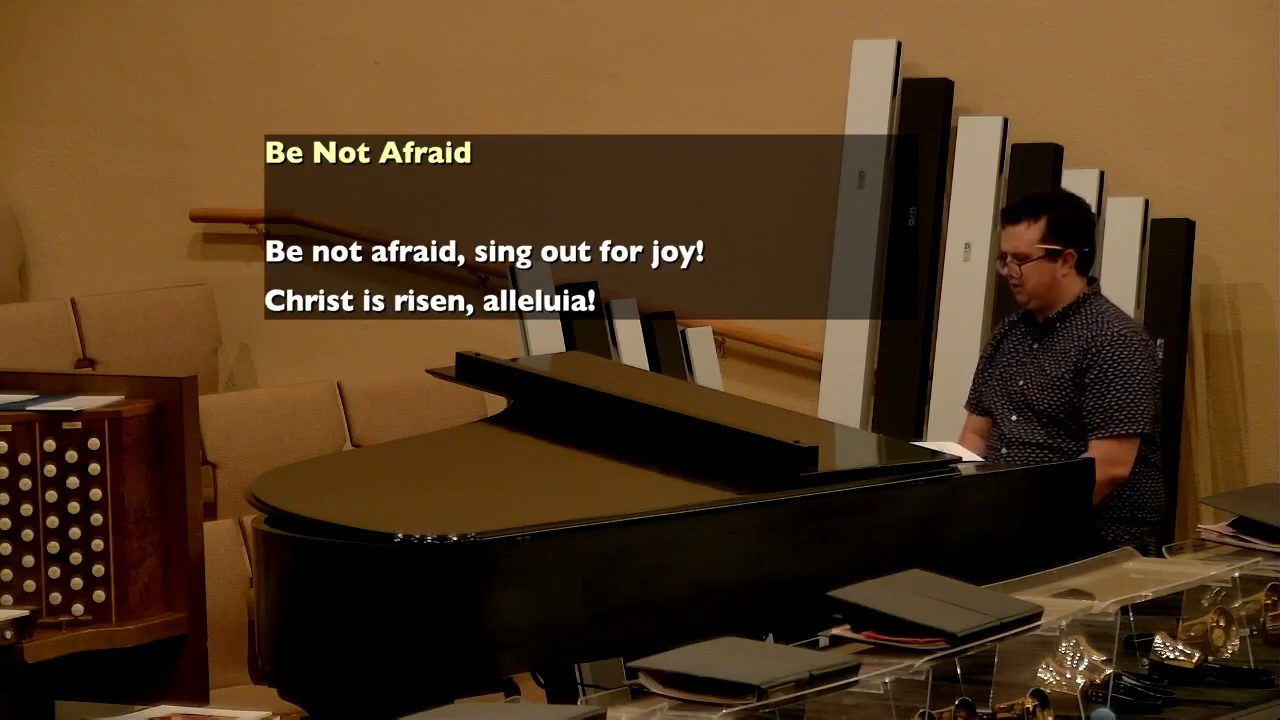 Be Not Afraid
Be not afraid, sing out for joy!
Christ is risen, alleluia!